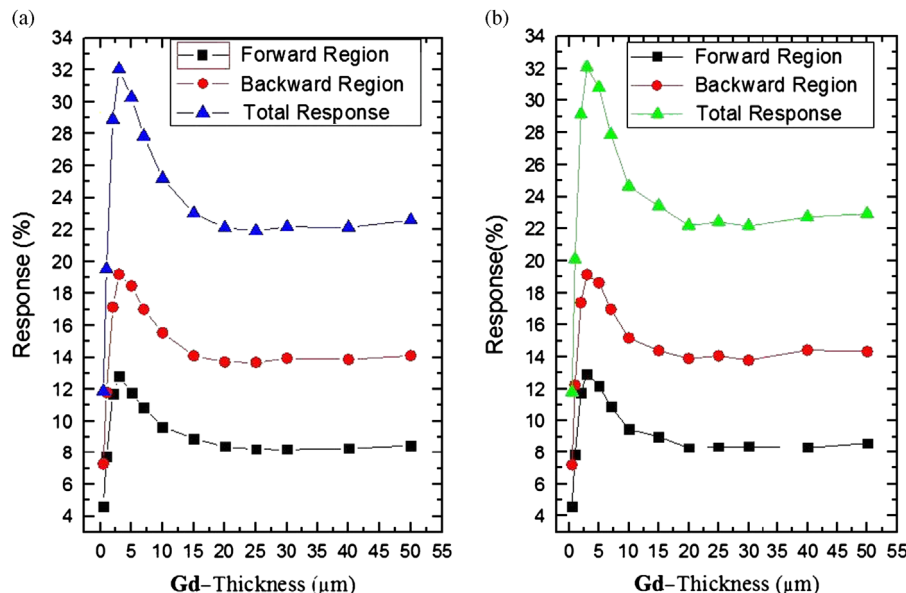 (a)
34
32
30
28
26
24
22
20
18
16
14
12
10
8
6
4
Response (%)
Forward Region
Backward Region
Total Response
0 5 10 15 20 25 30 35 40 45 50 55
Gd–Thickness (µm)
(b)
34
32
30
28
26
24
22
20
18
16
14
12
10
8
6
4
Response(%)
Forward Region
Backward Region
Total Response
0 5 10 15 20 25 30 35 40 45 50 55
Gd–Thickness (µm)